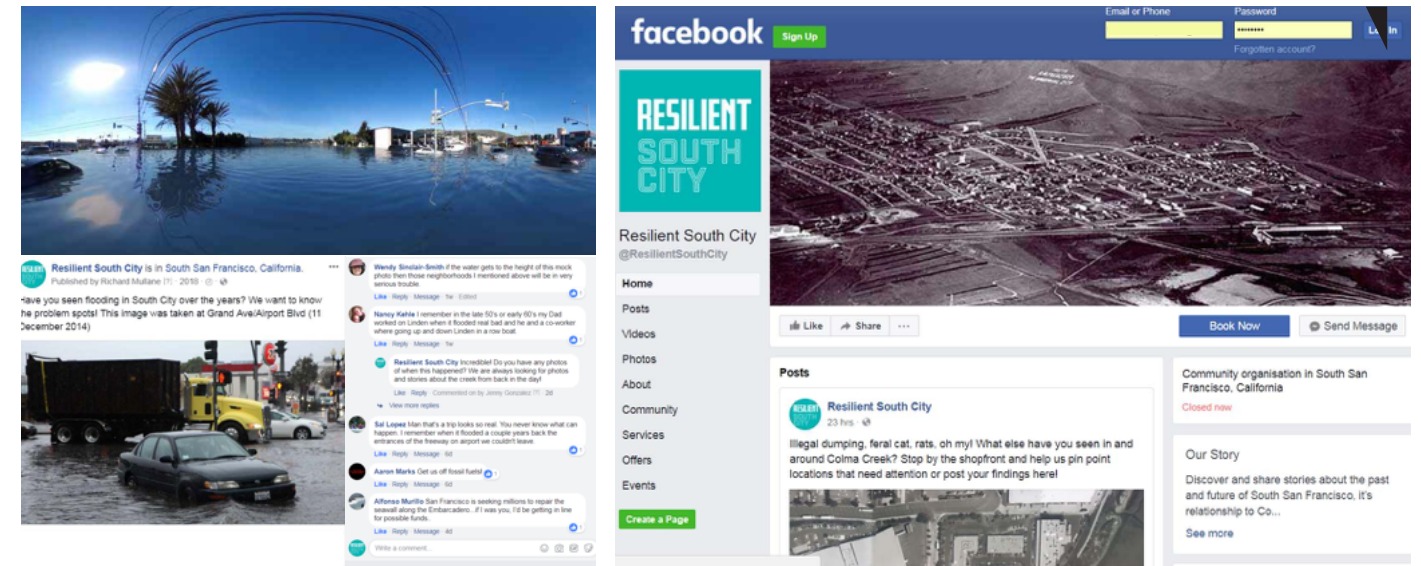 Resilient South City is in South San Francisco, California.
Published by Richard Mullane [?] · 2018 ·
Have you seen flooding in South City over the years? We want to know
the problem spots! This image was taken at Grand Ave/Airport Blvd (11
December 2014)
Wendy Sinclair-Smith if the water gets to the height of this mock
photo then those neighborhoods I mentioned above will be in very
serious trouble.
Like Reply Message 1w · Edited
1
Nancy Kehle I remember in the late 50's or early 60's my Dad
worked on Linden when it flooded real bad and he and a co-worker
where going up and down Linden in a row boat.
Like Reply Message 1w
1
Resilient South City Incredible! Do you have any photos
of when this happened? We are always looking for photos
and stories about the creek from back in the day!
Like Reply Commented on by Jenny Gonzalez [?] 2d
View more replies
Sal Lopez Man that's a trip looks so real. You never know what can
happen. I remember when it flooded a couple years back the
entrances of the freeway on airport we couldn't leave.
Like Reply Message 6d
1
Aaron Marks Get us off fossil fuels!
1
Like Reply Message 6d
Alfonso Murillo San Francisco is seeking millions to repair the
seawall along the Embarcadero...if I was you, I'd be getting in line
for possible funds.
Like Reply Message 4d
1
Write a comment...
facebook
Sign Up
Email or Phone
Password
Log In
Forgotten account?
RESILIENT
SOUTH
CITY
Resilient South City
@ResilientSouthCity
Home
Posts
Videos
Photos
About
Community
Services
Offers
Events
Create a Page
Like Share ...
Book Now
Send Message
Posts
Resilient South City
23 hrs ·
Illegal dumping, feral cat, rats, oh my! What else have you seen in and
around Colma Creek? Stop by the shopfront and help us pin point
locations that need attention or post your findings here!
Community organisation in South San
Francisco, California
Closed now
Our Story
Discover and share stories about the past
and future of South San Francisco, it's
relationship to Co...
See more